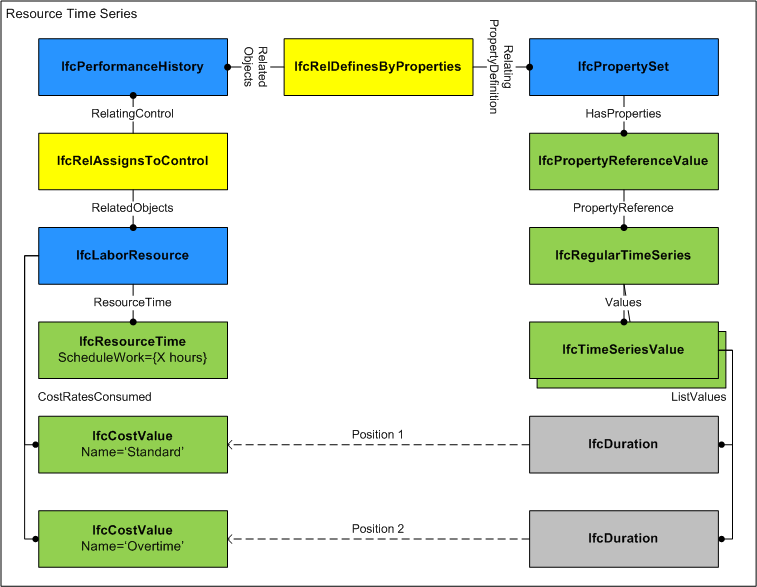 Resource Time Series
IfcPerformanceHistory
Related
Objects
IfcRelDefinesByProperties
Relating
PropertyDefinition
IfcPropertySet
RelatingControl
HasProperties
IfcRelAssignsToControl
IfcPropertyReferenceValue
RelatedObjects
PropertyReference
IfcLaborResource
IfcRegularTimeSeries
ResourceTime
Values
IfcResourceTime
ScheduleWork={X hours}
IfcTimeSeriesValue
CostRatesConsumed
ListValues
IfcCostValue
Name=‘Standard’
Position 1
IfcDuration
IfcCostValue
Name=‘Overtime’
Position 2
IfcDuration